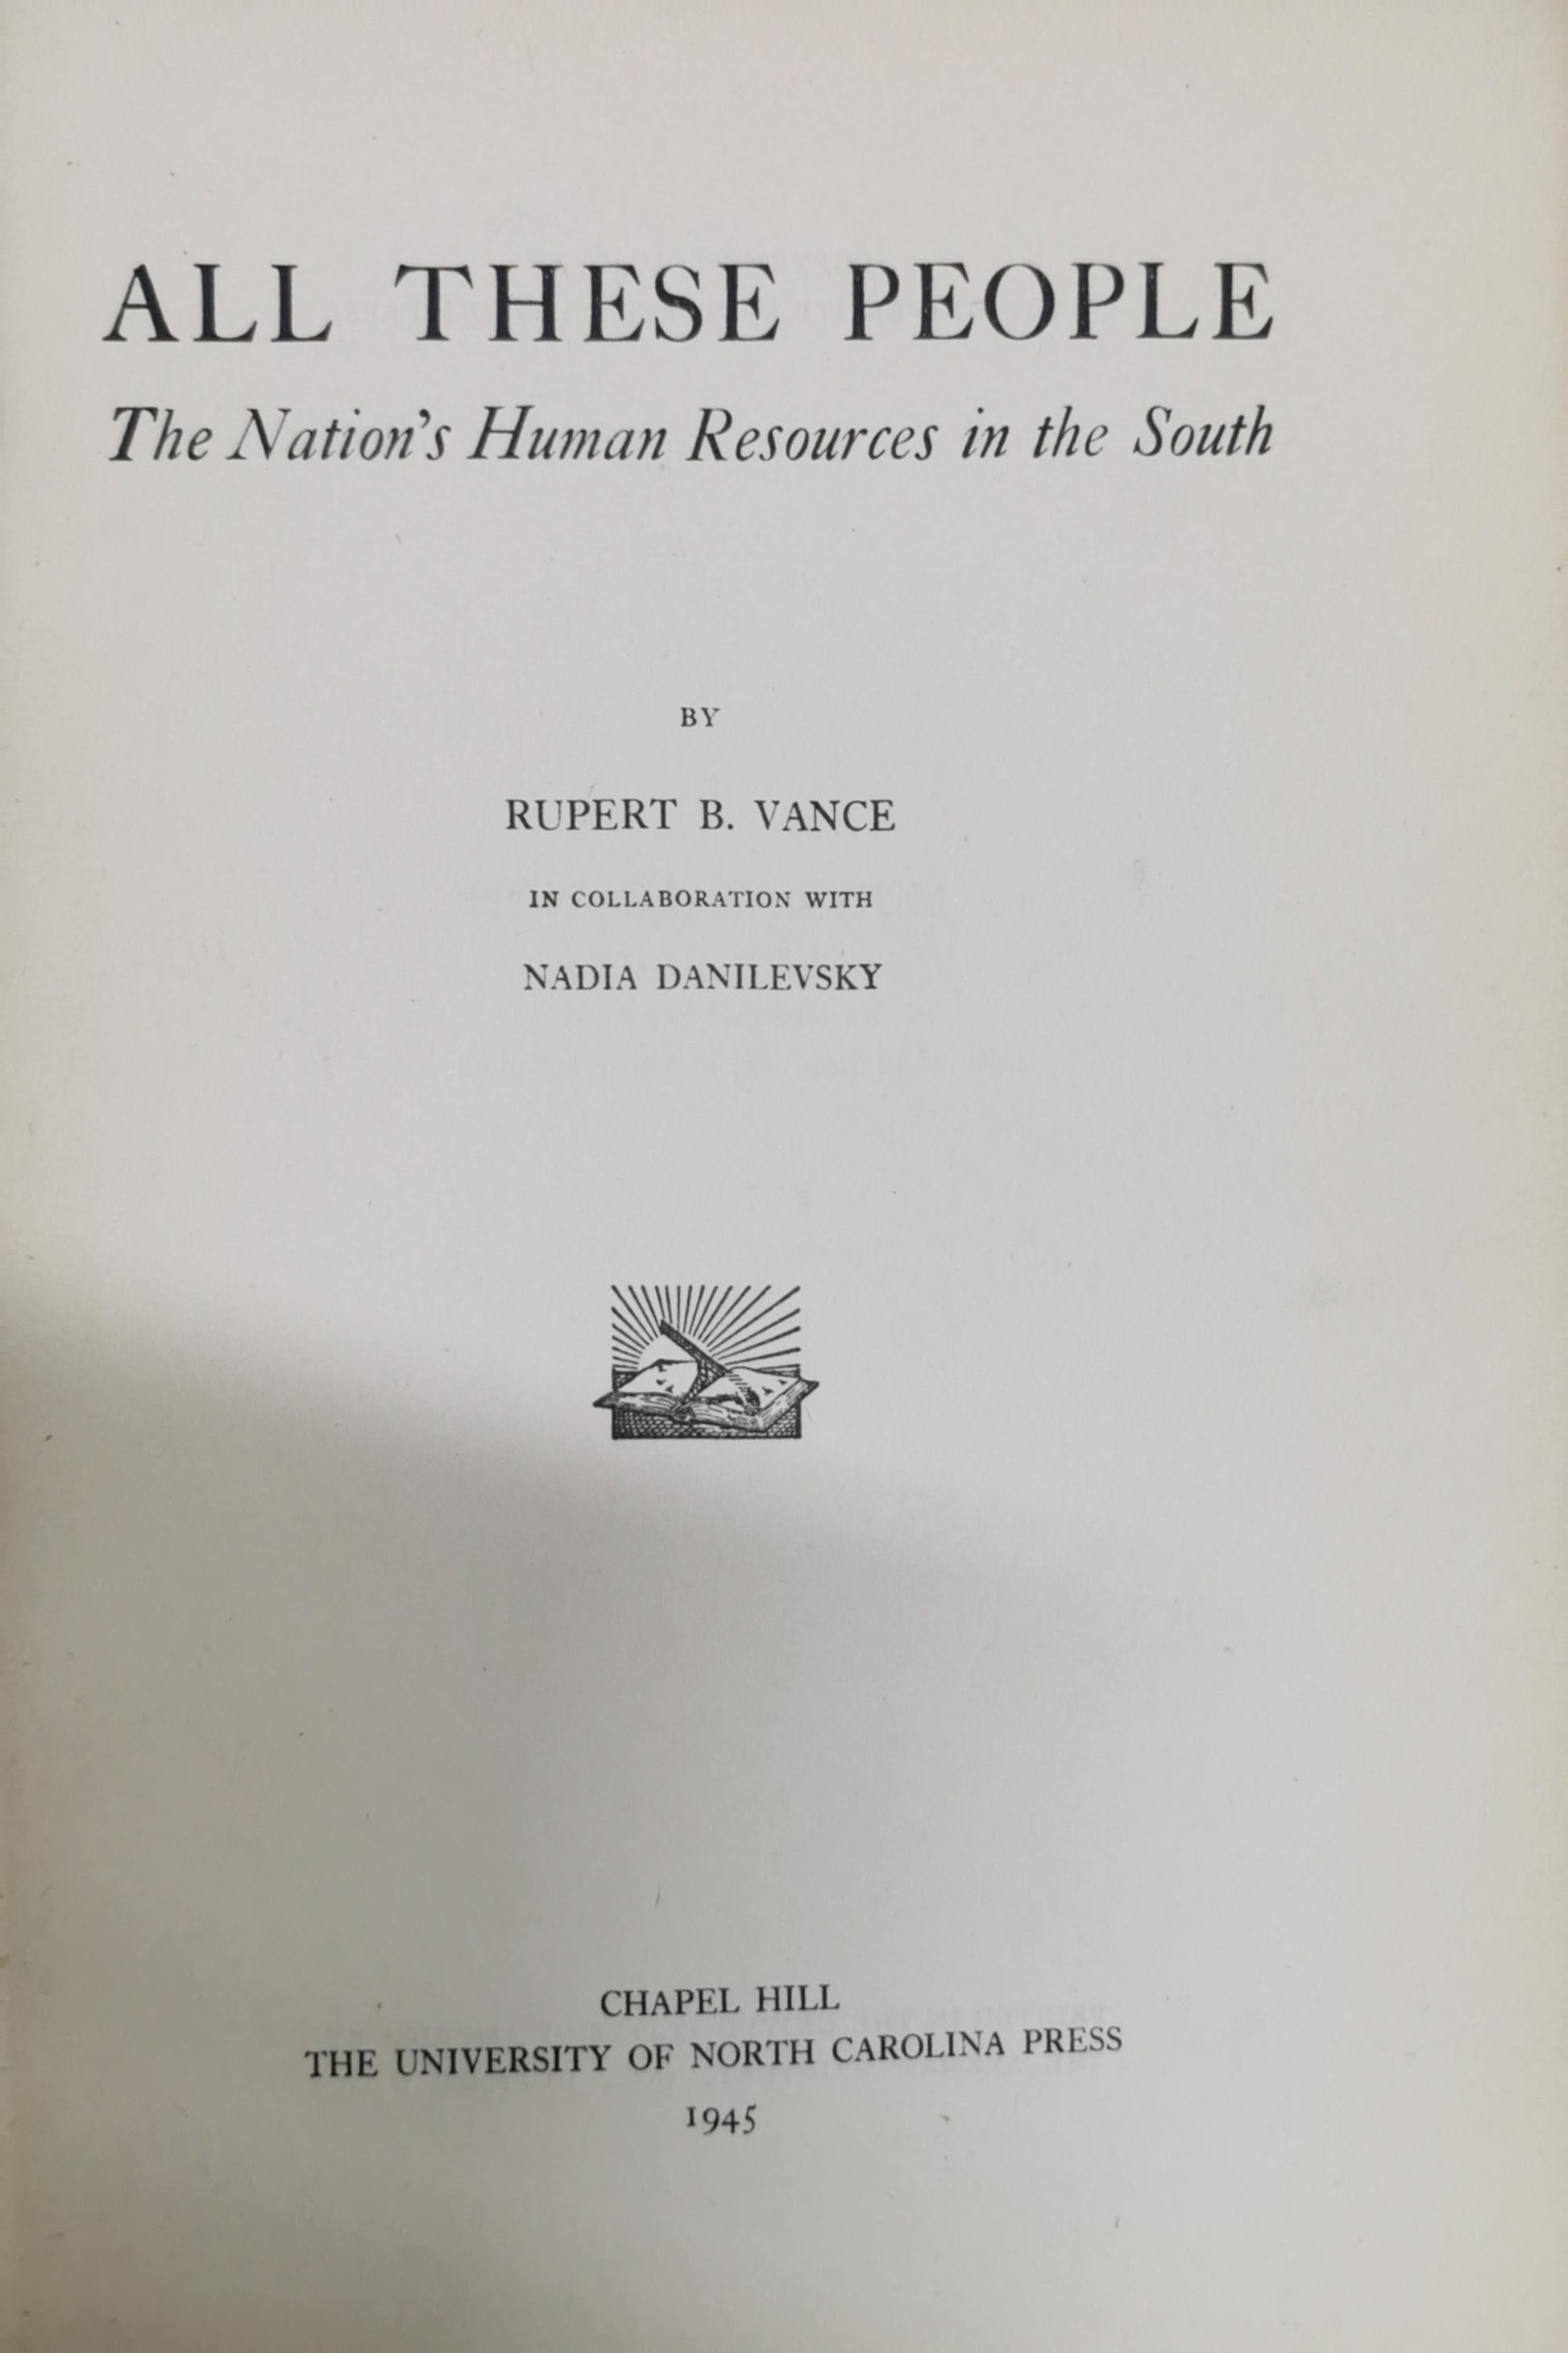 ALL THESE PEOPLE
The Nation's Human Resources in the South
BY
RUPERT B. VANCE
IN COLLABORATION WITH
NADIA DANILEVSKY
CHAPEL HILL
THE UNIVERSITY OF NORTH CAROLINA PRESS
1945